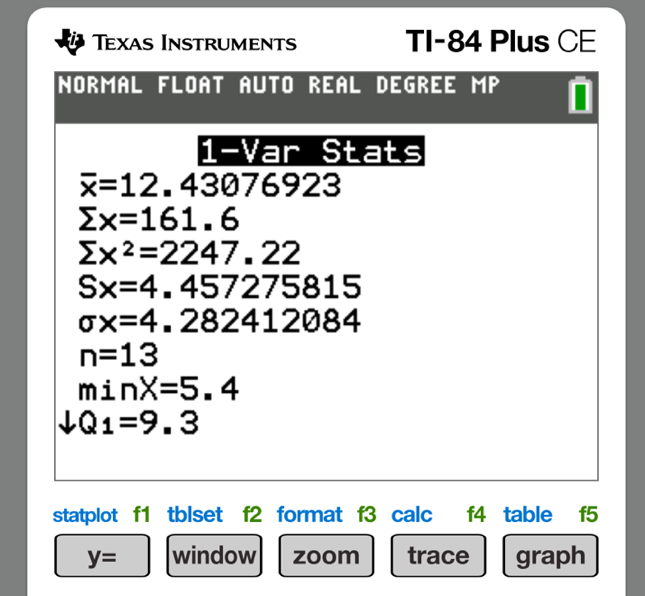 TEXAS INSTRUMENTS TI-84 Plus CE
NORMAL FLOAT AUTO REAL DEGREE MP
1-Var Stats
x̄=12.43076923
Σx=161.6
Σx²=2247.22
Sx=4.457275815
σx=4.282412084
n=13
minX=5.4
↓Q₁=9.3
statplot f1 tblset f2 format f3 calc f4 table f5
y= window zoom trace graph